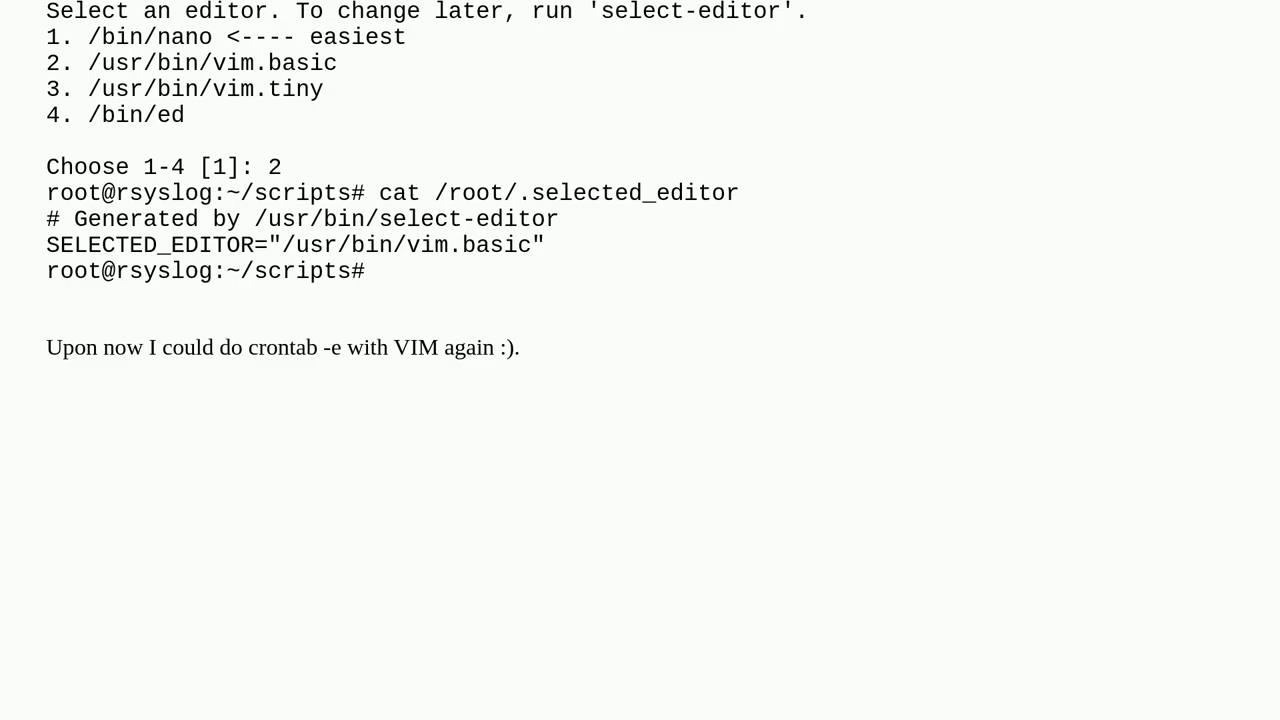 Select an editor. To change later, run 'select-editor'.
1. /bin/nano <---- easiest
2. /usr/bin/vim.basic
3. /usr/bin/vim.tiny
4. /bin/ed
Choose 1-4 [1]: 2
root@rsyslog:~/scripts# cat /root/.selected_editor
# Generated by /usr/bin/select-editor
SELECTED_EDITOR="/usr/bin/vim.basic"
root@rsyslog:~/scripts#
Upon now I could do crontab -e with VIM again :).